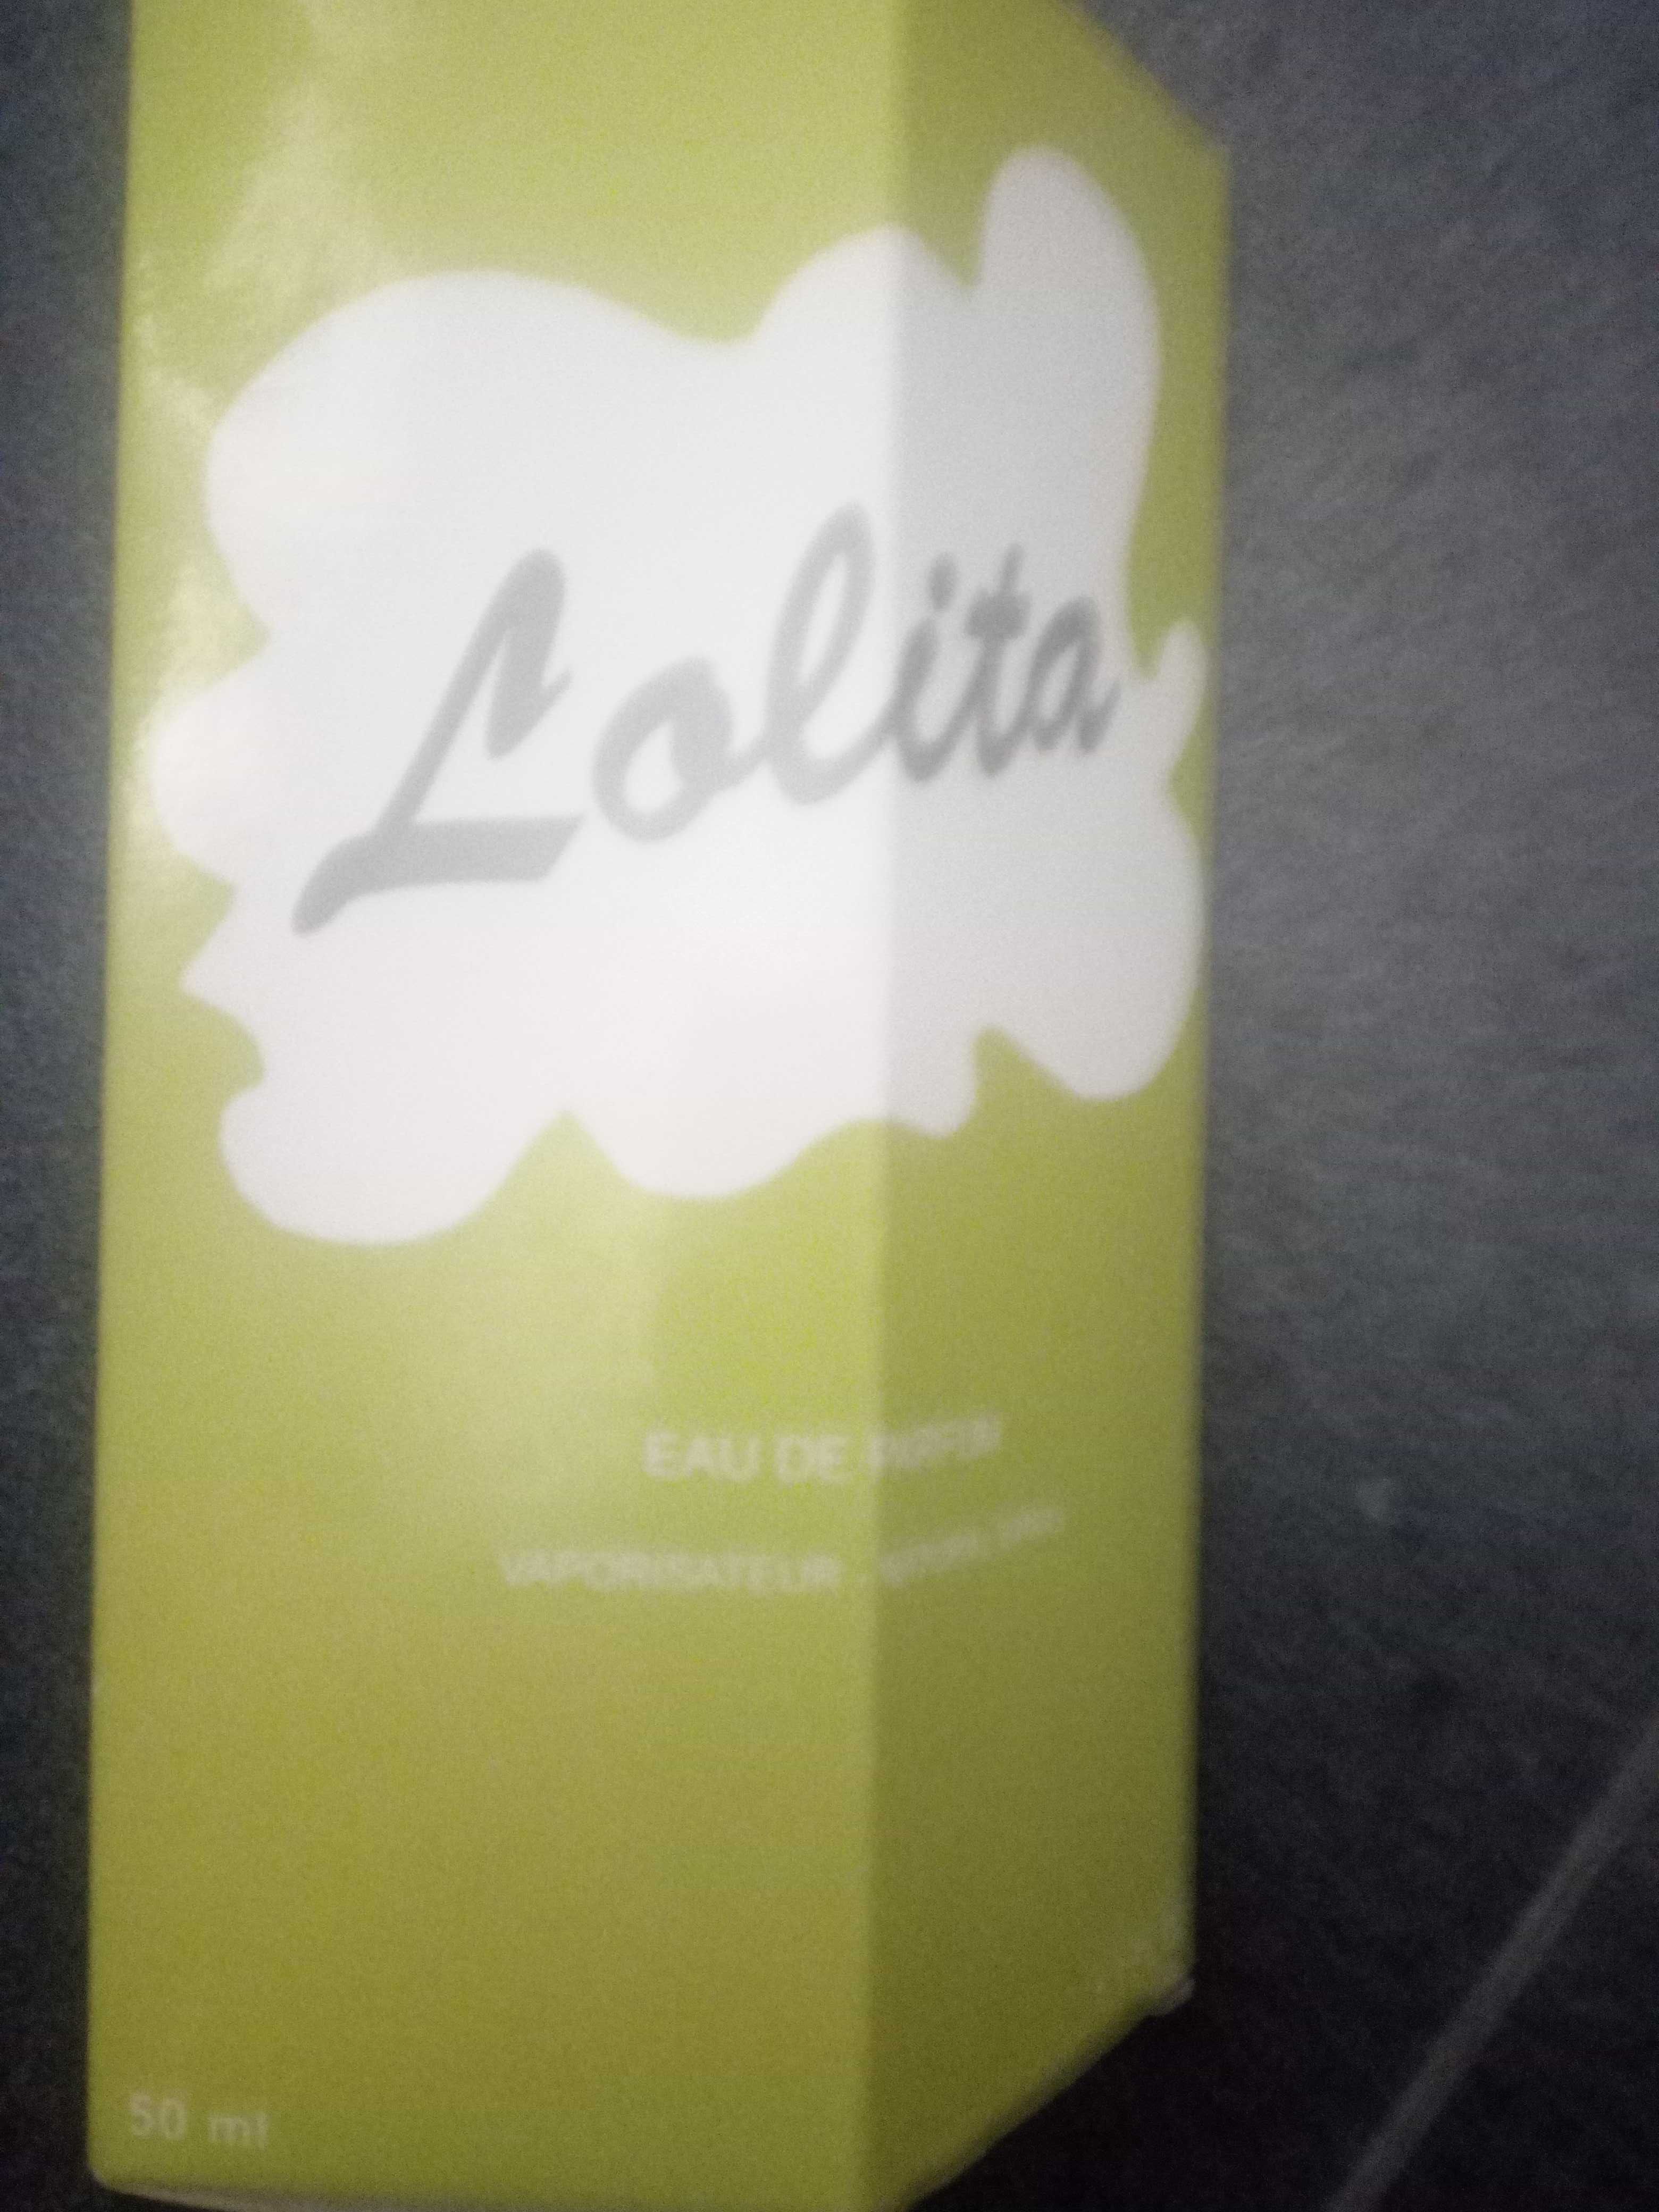 Lolita
EAU DE
VAPORISATEUR -
50 ml